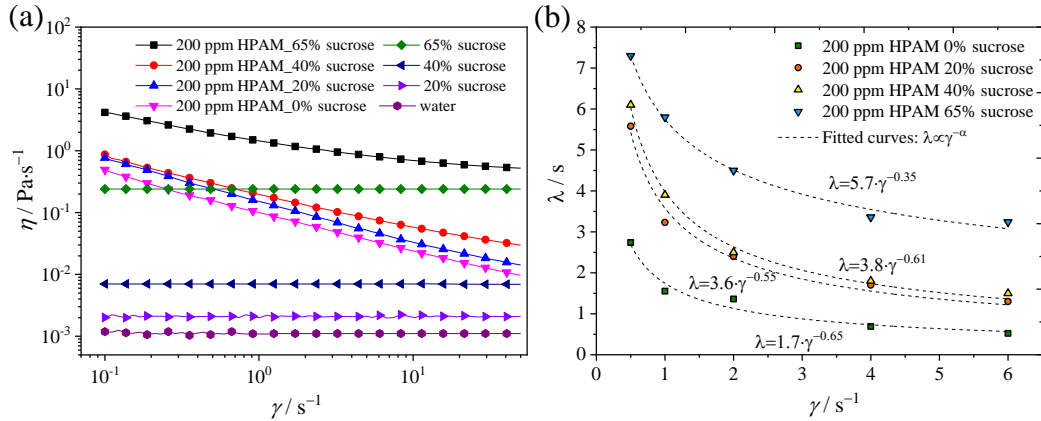 (a)
10²
10¹
10⁰
10⁻¹
10⁻²
10⁻³
η / Pa·s⁻¹
200 ppm HPAM_65% sucrose
200 ppm HPAM_40% sucrose
200 ppm HPAM_20% sucrose
200 ppm HPAM_0% sucrose
65% sucrose
40% sucrose
20% sucrose
water
10⁻¹
10⁰
10¹
γ / s⁻¹
(b)
8
7
6
5
4
3
2
1
0
λ / s
200 ppm HPAM 0% sucrose
200 ppm HPAM 20% sucrose
200 ppm HPAM 40% sucrose
200 ppm HPAM 65% sucrose
Fitted curves: λ∝γ⁻ᵅ
λ=5.7·γ⁻⁰·³⁵
λ=3.8·γ⁻⁰·⁶¹
λ=3.6·γ⁻⁰·⁵⁵
λ=1.7·γ⁻⁰·⁶⁵
0
1
2
3
4
5
6
γ / s⁻¹